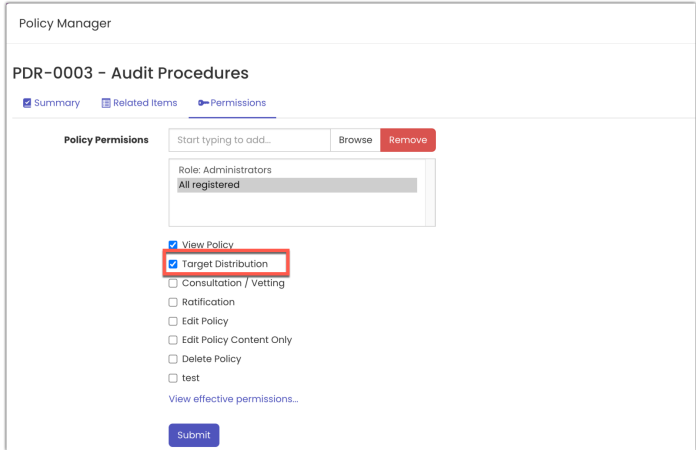 Policy Manager
PDR-0003 - Audit Procedures
Summary Related Items Permissions
Policy Permisions Start typing to add... Browse Remove
Role: Administrators
All registered
View Policy
Target Distribution
Consultation / Vetting
Ratification
Edit Policy
Edit Policy Content Only
Delete Policy
test
View effective permissions...
Submit